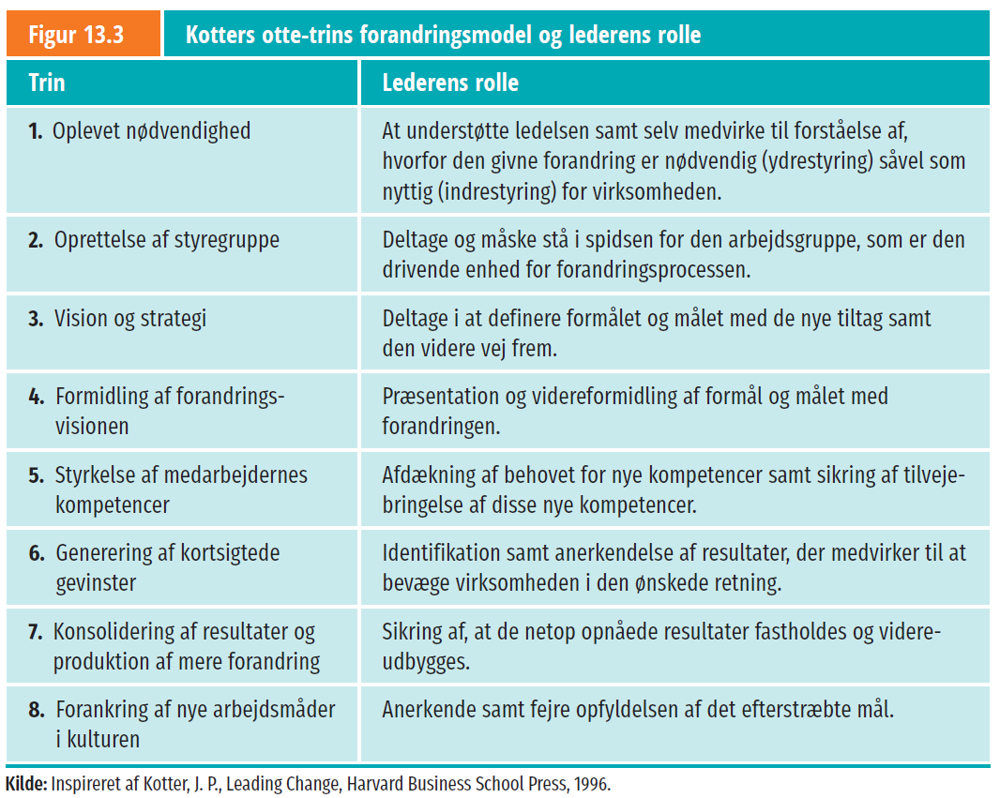 Figur 13.3
Kotters otte-trins forandringsmodel og lederens rolle
Trin
Lederens rolle
1. Oplevet nødvendighed
At understøtte ledelsen samt selv medvirke til forståelse af,
hvorfor den givne forandring er nødvendig (ydrestyring) såvel som
nyttig (indrestyring) for virksomheden.
2. Oprettelse af styregruppe
Deltage og måske stå i spidsen for den arbejdsgruppe, som er den
drivende enhed for forandringsprocessen.
3. Vision og strategi
Deltage i at definere formålet og målet med de nye tiltag samt
den videre vej frem.
4. Formidling af forandrings-
visionen
Præsentation og videreformidling af formål og målet med
forandringen.
5. Styrkelse af medarbejdernes
kompetencer
Afdækning af behovet for nye kompetencer samt sikring af tilveje-
bringelse af disse nye kompetencer.
6. Generering af kortsigtede
gevinster
Identifikation samt anerkendelse af resultater, der medvirker til at
bevæge virksomheden i den ønskede retning.
7. Konsolidering af resultater og
produktion af mere forandring
Sikring af, at de netop opnåede resultater fastholdes og videre-
udbygges.
8. Forankring af nye arbejdsmåder
i kulturen
Anerkende samt fejre opfyldelsen af det efterstræbte mål.
Kilde: Inspireret af Kotter, J. P., Leading Change, Harvard Business School Press, 1996.